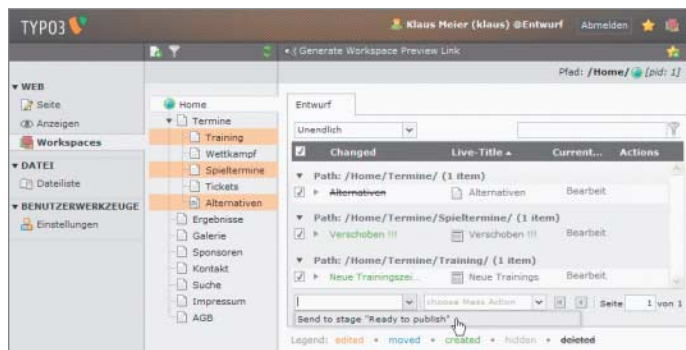 TYPO3
Klaus Meier (klaus) @Entwurf
Abmelden
Generate Workspace Preview Link
Pfad: /Home/ [pid: 1]
WEB
Seite
Anzeigen
Workspaces
DATEI
Dateiliste
BENUTZERWERKZEUGE
Einstellungen
Home
Termine
Training
Wettkampf
Spieltermine
Tickets
Alternativen
Ergebnisse
Galerie
Sponsoren
Kontakt
Suche
Impressum
AGB
Entwurf
Unendlich
Changed Live-Title Current... Actions
Path: /Home/Termine/ (1 item)
Alternativen Alternativen Bearbeit.
Path: /Home/Termine/Spieltermine/ (1 item)
Verschoben !!! Verschoben !!! Bearbeit.
Path: /Home/Termine/Training/ (1 item)
Neue Trainingszei... Neue Trainings Bearbeit.
choose Mass Action Seite 1 von 1
Send to stage "Ready to publish"
Legend: edited • moved • created • hidden • deleted